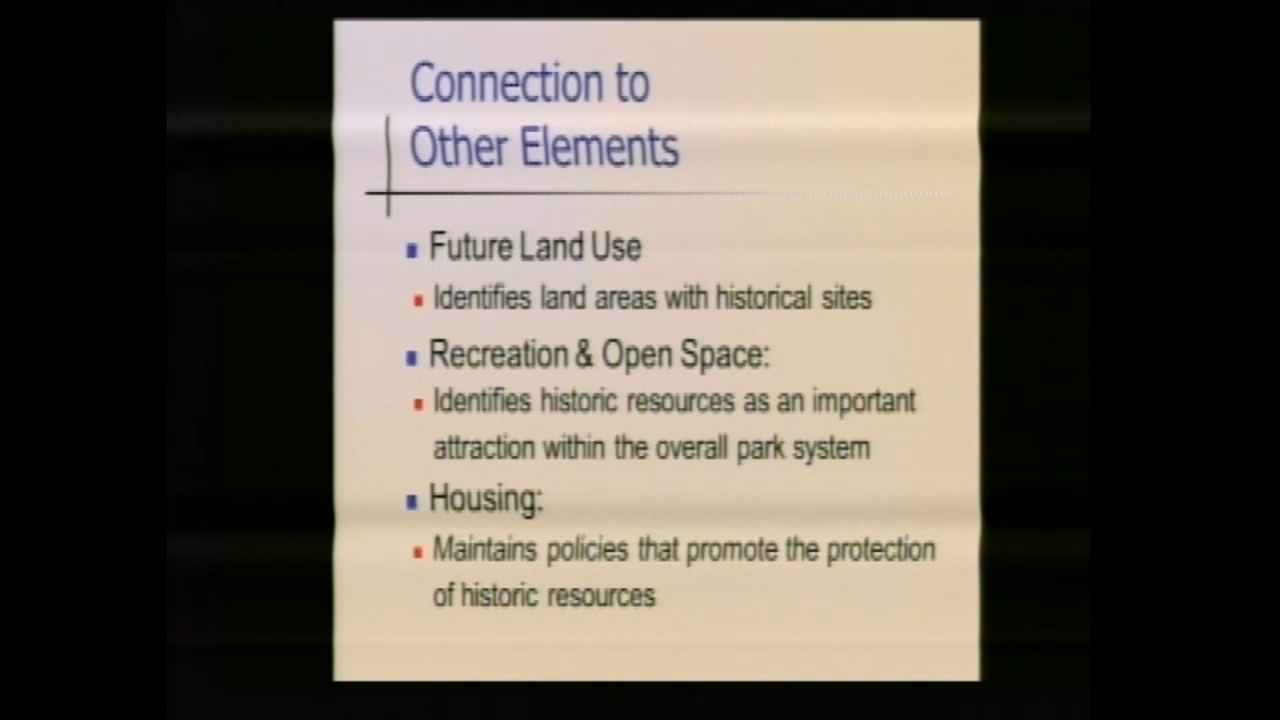 Connection to
Other Elements
Future Land Use
Identifies land areas with historical sites
Recreation & Open Space:
Identifies historic resources as an important
attraction within the overall park system
Housing:
Maintains policies that promote the protection
of historic resources